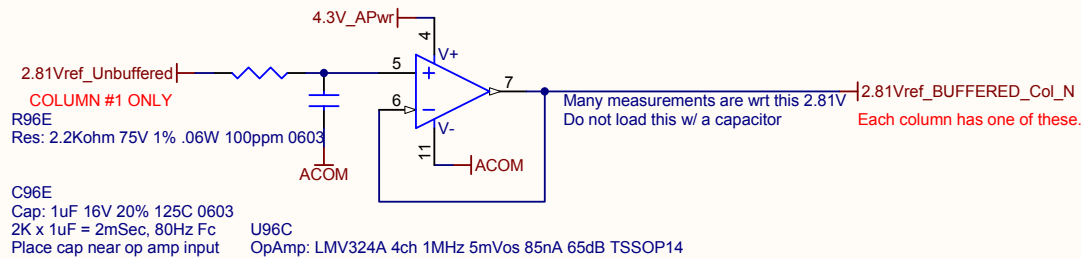 4.3V_APwr
4
V+
2.81Vref_Unbuffered
5
+
7
2.81Vref_BUFFERED_Col_N
COLUMN #1 ONLY
6
−
Many measurements are wrt this 2.81V
Do not load this w/ a capacitor
Each column has one of these.
R96E
Res: 2.2Kohm 75V 1% .06W 100ppm 0603
V-
11
ACOM
ACOM
C96E
Cap: 1uF 16V 20% 125C 0603
2K x 1uF = 2mSec, 80Hz Fc
Place cap near op amp input
U96C
OpAmp: LMV324A 4ch 1MHz 5mVos 85nA 65dB TSSOP14